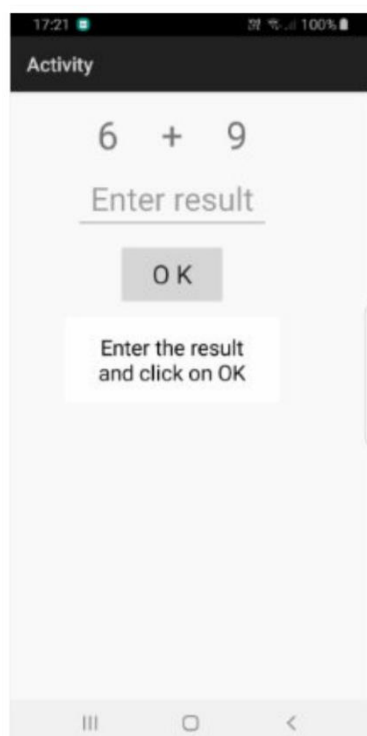 17:21 100%
Activity
6 + 9
Enter result
OK
Enter the result
and click on OK